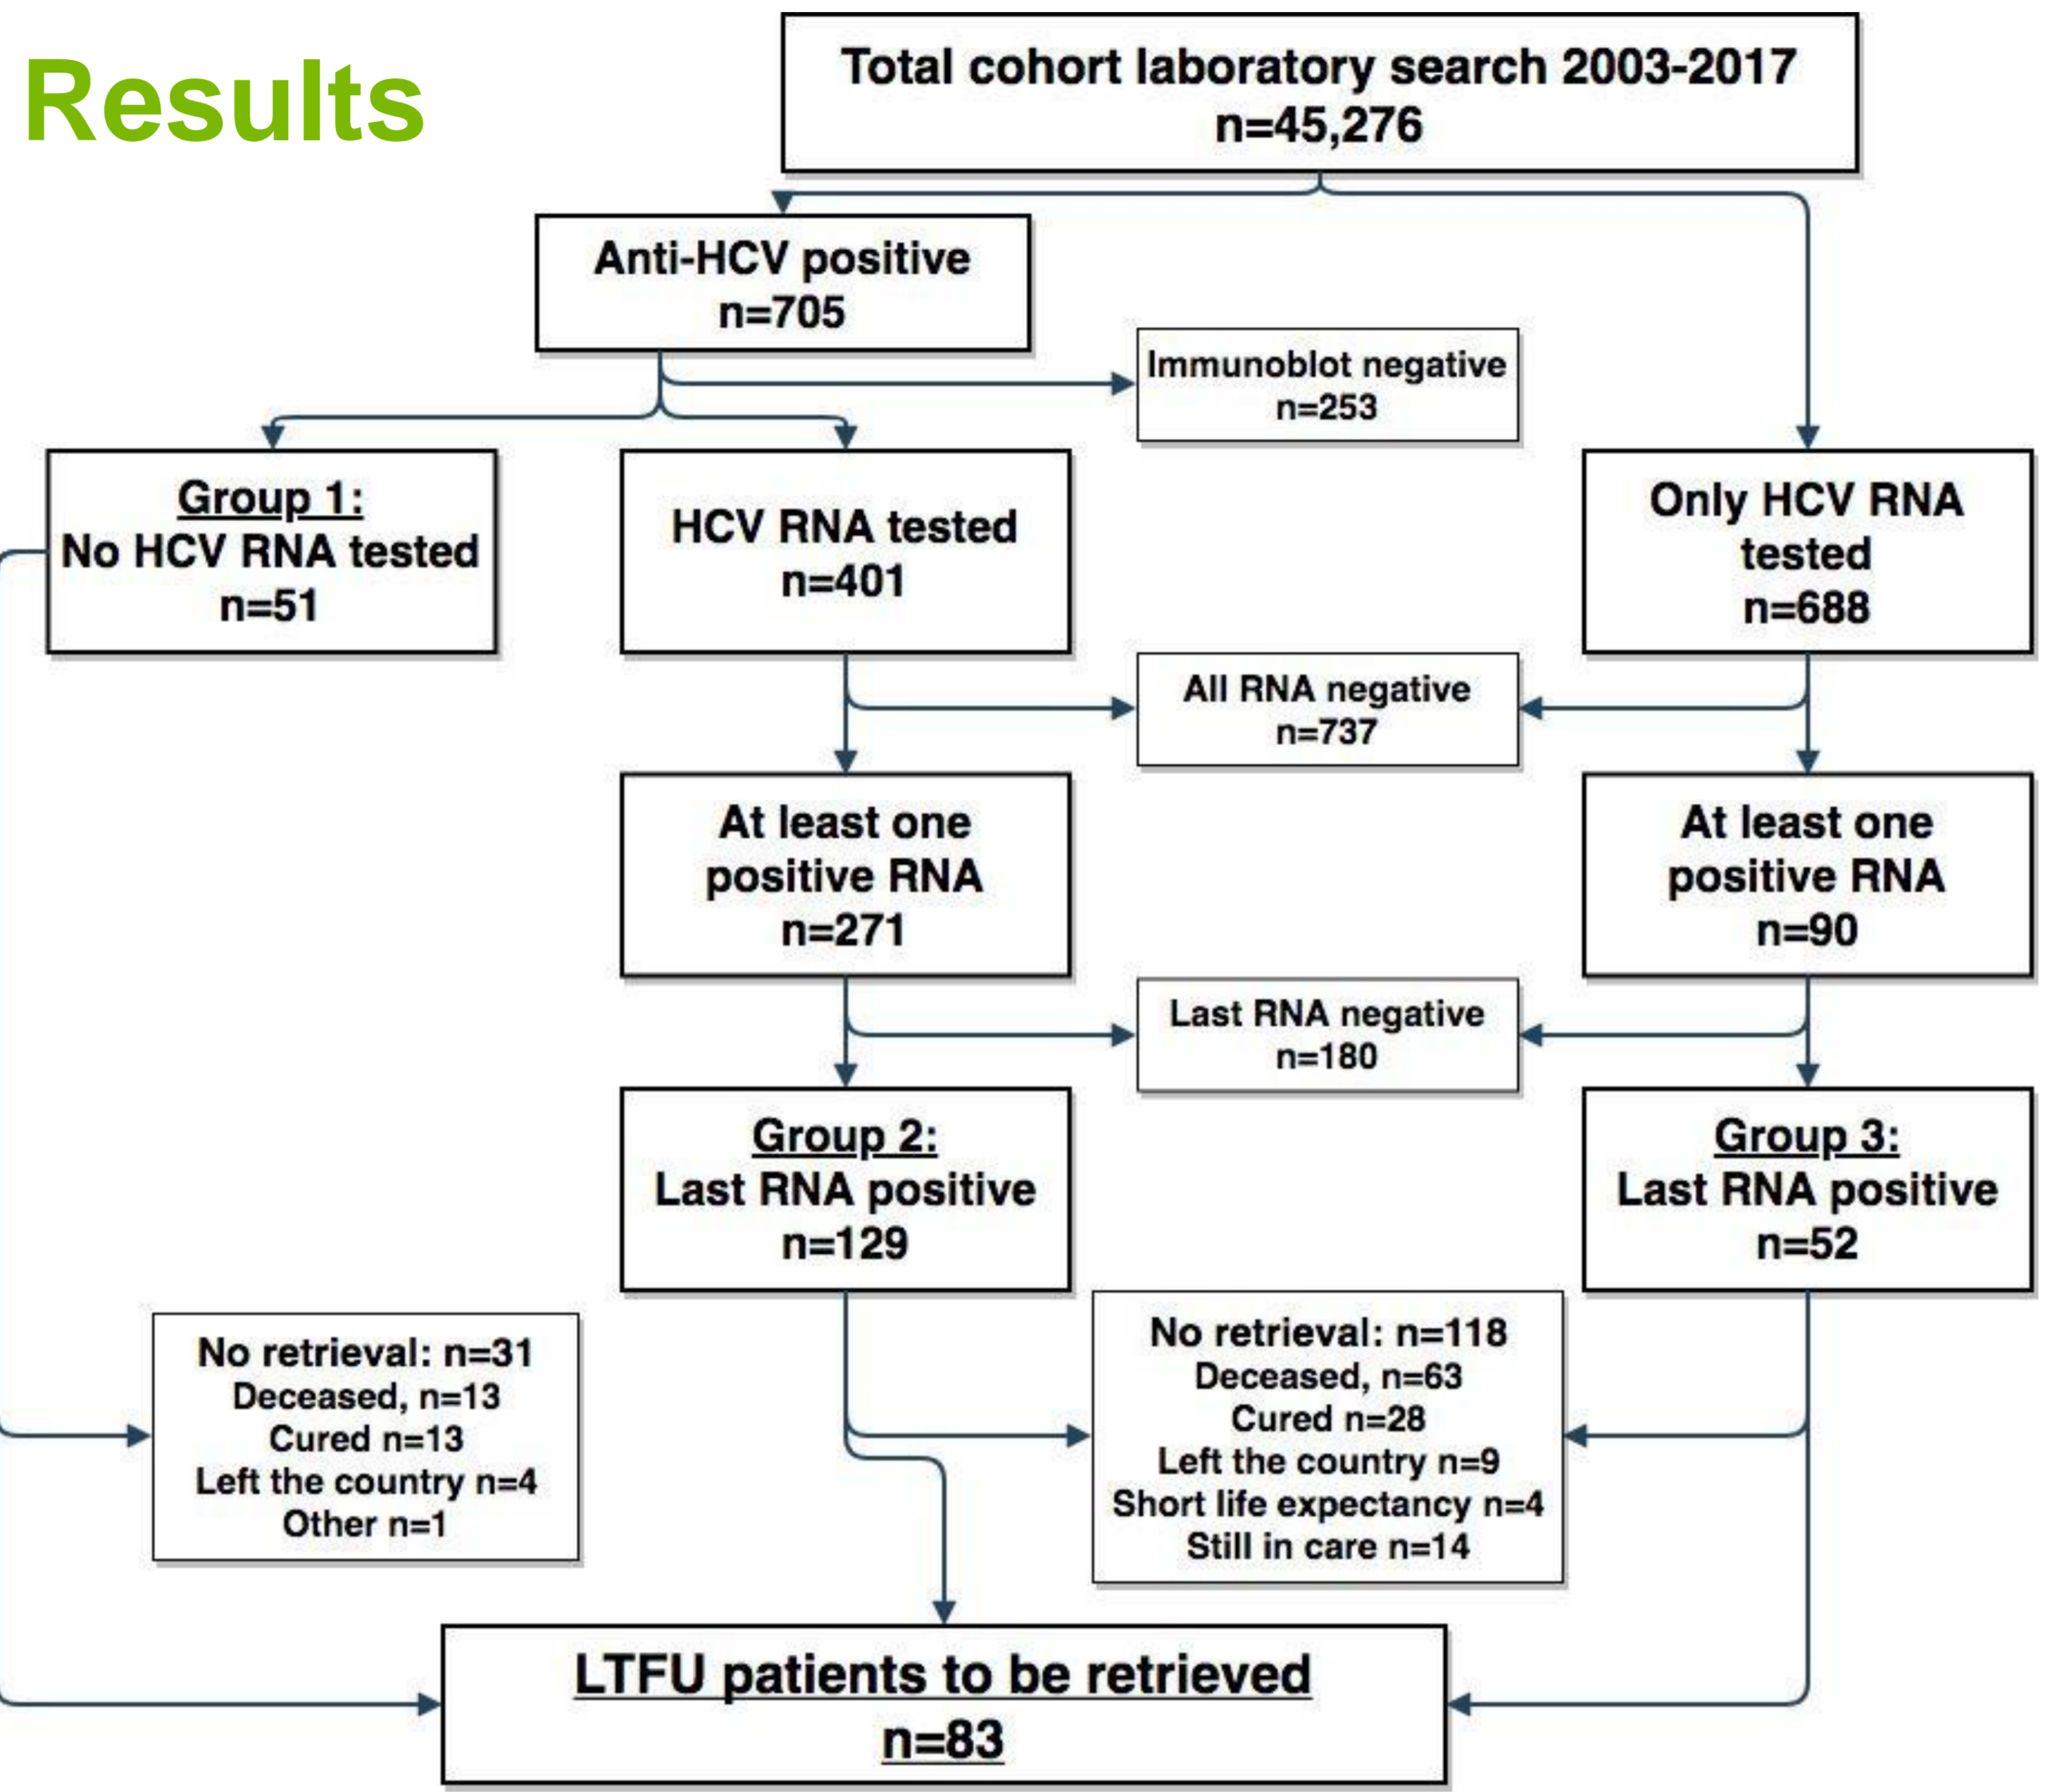 Results
Total cohort laboratory search 2003-2017
n=45,276
Anti-HCV positive
n=705
Immunoblot negative
n=253
Group 1:
No HCV RNA tested
n=51
HCV RNA tested
n=401
Only HCV RNA
tested
n=688
All RNA negative
n=737
At least one
positive RNA
n=271
At least one
positive RNA
n=90
Last RNA negative
n=180
Group 2:
Last RNA positive
n=129
Group 3:
Last RNA positive
n=52
No retrieval: n=31
Deceased, n=13
Cured n=13
Left the country n=4
Other n=1
No retrieval: n=118
Deceased, n=63
Cured n=28
Left the country n=9
Short life expectancy n=4
Still in care n=14
LTFU patients to be retrieved
n=83